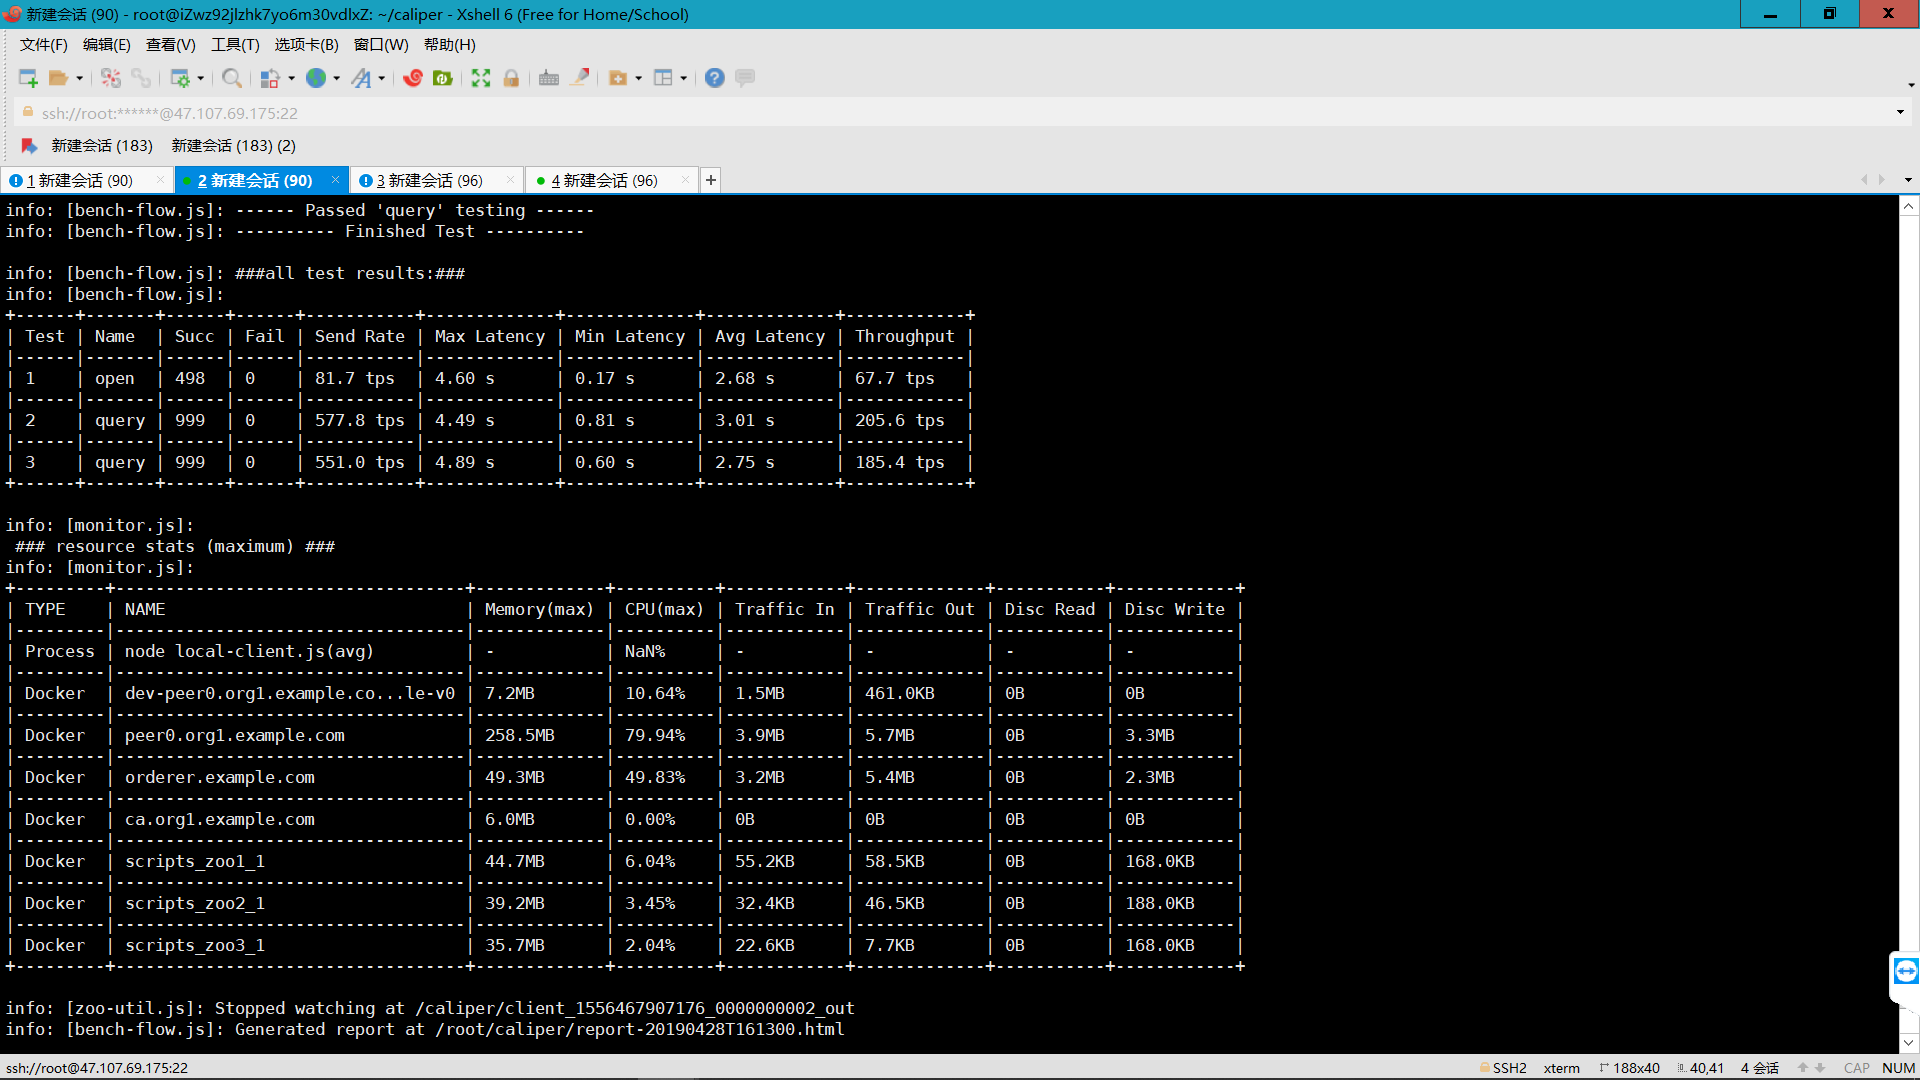 新建会话 (90) - root@iZwz92jlzhk7yo6m30vdlxZ: ~/caliper - Xshell 6 (Free for Home/School)
文件(F) 编辑(E) 查看(V) 工具(T) 选项卡(B) 窗口(W) 帮助(H)
ssh://root:******@47.107.69.175:22
新建会话 (183) 新建会话 (183) (2)
1 新建会话 (90) × 2 新建会话 (90) × 3 新建会话 (96) × 4 新建会话 (96) × +
info: [bench-flow.js]: ------ Passed 'query' testing ------
info: [bench-flow.js]: ---------- Finished Test ----------
info: [bench-flow.js]: ###all test results:###
info: [bench-flow.js]:
+------+-------+------+------+-----------+-------------+-------------+-------------+------------+
| Test | Name  | Succ | Fail | Send Rate | Max Latency | Min Latency | Avg Latency | Throughput |
|------|-------|------|------|-----------|-------------|-------------|-------------|------------|
| 1    | open  | 498  | 0    | 81.7 tps  | 4.60 s      | 0.17 s      | 2.68 s      | 67.7 tps   |
|------|-------|------|------|-----------|-------------|-------------|-------------|------------|
| 2    | query | 999  | 0    | 577.8 tps | 4.49 s      | 0.81 s      | 3.01 s      | 205.6 tps  |
|------|-------|------|------|-----------|-------------|-------------|-------------|------------|
| 3    | query | 999  | 0    | 551.0 tps | 4.89 s      | 0.60 s      | 2.75 s      | 185.4 tps  |
+------+-------+------+------+-----------+-------------+-------------+-------------+------------+
info: [monitor.js]:
### resource stats (maximum) ###
info: [monitor.js]:
+---------+-----------------------------------+-------------+----------+------------+-------------+-----------+------------+
| TYPE    | NAME                              | Memory(max) | CPU(max) | Traffic In | Traffic Out | Disc Read | Disc Write |
|---------|-----------------------------------|-------------|----------|------------|-------------|-----------|------------|
| Process | node local-client.js(avg)         | -           | NaN%     | -          | -           | -         | -          |
|---------|-----------------------------------|-------------|----------|------------|-------------|-----------|------------|
| Docker  | dev-peer0.org1.example.co...le-v0 | 7.2MB       | 10.64%   | 1.5MB      | 461.0KB     | 0B        | 0B         |
|---------|-----------------------------------|-------------|----------|------------|-------------|-----------|------------|
| Docker  | peer0.org1.example.com            | 258.5MB     | 79.94%   | 3.9MB      | 5.7MB       | 0B        | 3.3MB      |
|---------|-----------------------------------|-------------|----------|------------|-------------|-----------|------------|
| Docker  | orderer.example.com               | 49.3MB      | 49.83%   | 3.2MB      | 5.4MB       | 0B        | 2.3MB      |
|---------|-----------------------------------|-------------|----------|------------|-------------|-----------|------------|
| Docker  | ca.org1.example.com               | 6.0MB       | 0.00%    | 0B         | 0B          | 0B        | 0B         |
|---------|-----------------------------------|-------------|----------|------------|-------------|-----------|------------|
| Docker  | scripts_zoo1_1                    | 44.7MB      | 6.04%    | 55.2KB     | 58.5KB      | 0B        | 168.0KB    |
|---------|-----------------------------------|-------------|----------|------------|-------------|-----------|------------|
| Docker  | scripts_zoo2_1                    | 39.2MB      | 3.45%    | 32.4KB     | 46.5KB      | 0B        | 188.0KB    |
|---------|-----------------------------------|-------------|----------|------------|-------------|-----------|------------|
| Docker  | scripts_zoo3_1                    | 35.7MB      | 2.04%    | 22.6KB     | 7.7KB       | 0B        | 168.0KB    |
+---------+-----------------------------------+-------------+----------+------------+-------------+-----------+------------+
info: [zoo-util.js]: Stopped watching at /caliper/client_1556467907176_0000000002_out
info: [bench-flow.js]: Generated report at /root/caliper/report-20190428T161300.html
ssh://root@47.107.69.175:22 SSH2 xterm 188x40 40,41 4 会话 CAP NUM